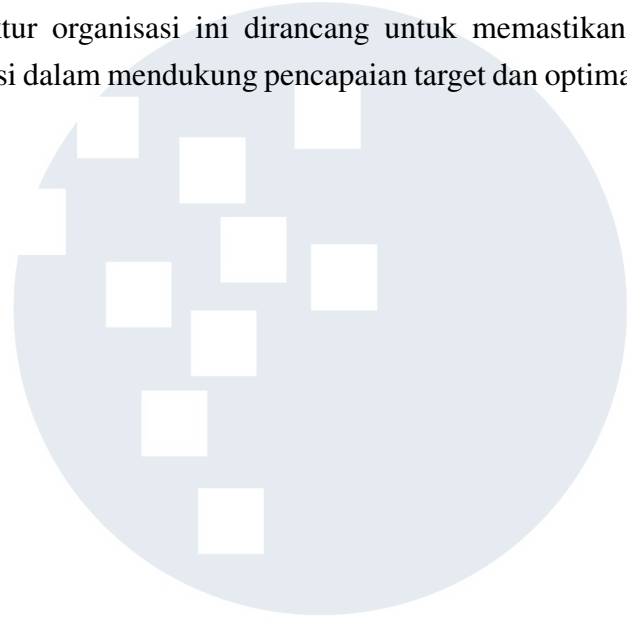 tur organisasi ini dirancang untuk memastikan
si dalam mendukung pencapaian target dan optima